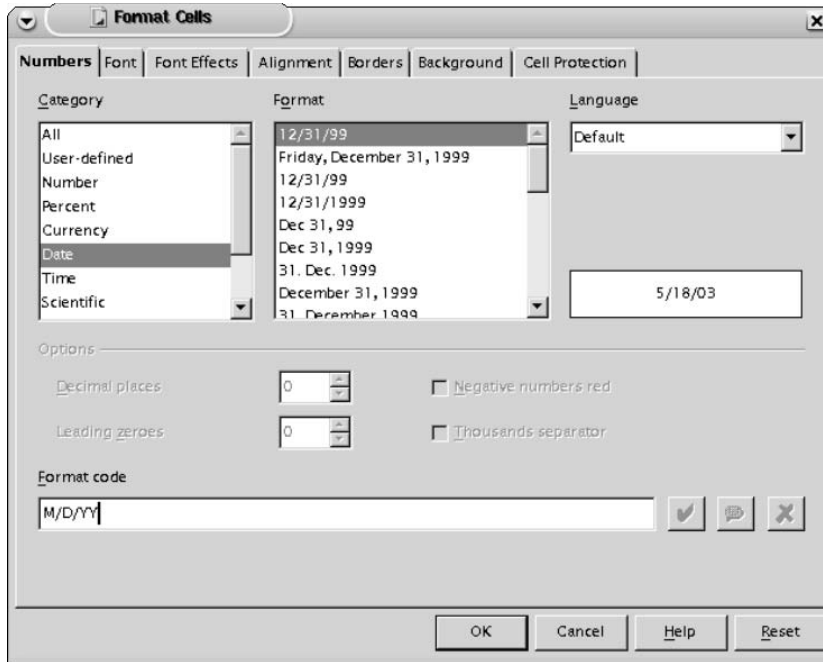 Format Cells
Numbers Font Font Effects Alignment Borders Background Cell Protection
Category
All
User-defined
Number
Percent
Currency
Date
Time
Scientific
Format
12/31/99
Friday, December 31, 1999
12/31/99
12/31/1999
Dec 31, 99
Dec 31, 1999
31. Dec. 1999
December 31, 1999
31. December 1999
Language
Default
5/18/03
Options
Decimal places 0 Negative numbers red
Leading zeroes 0 Thousands separator
Format code
M/D/YY
OK Cancel Help Reset